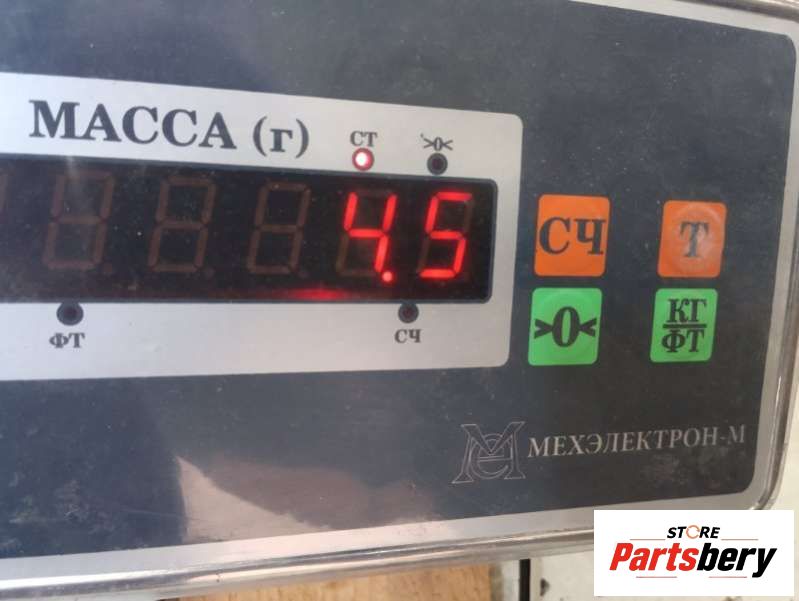 МАССА (г)
СТ
>0<
4.5
ФТ
СЧ
СЧ
Т
>0<
КГ
ФТ
МЕХЭЛЕКТРОН-М
STORE
Partsbery